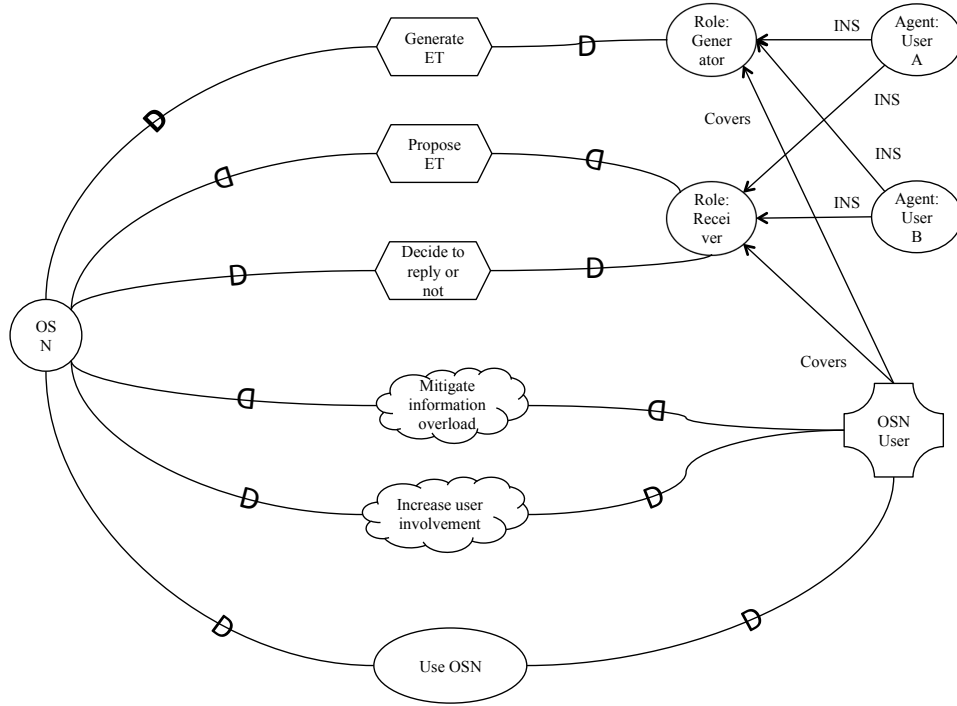 Generate
ET
D
Role:
Gener
ator
INS
Agent:
User
A
D
INS
Covers
Propose
ET
D
D
INS
Role:
Recei
ver
INS
Agent:
User
B
Decide to
reply or
not
D
D
OS
N
Covers
Mitigate
information
overload
D
D
OSN
User
Increase user
involvement
D
D
D
D
Use OSN